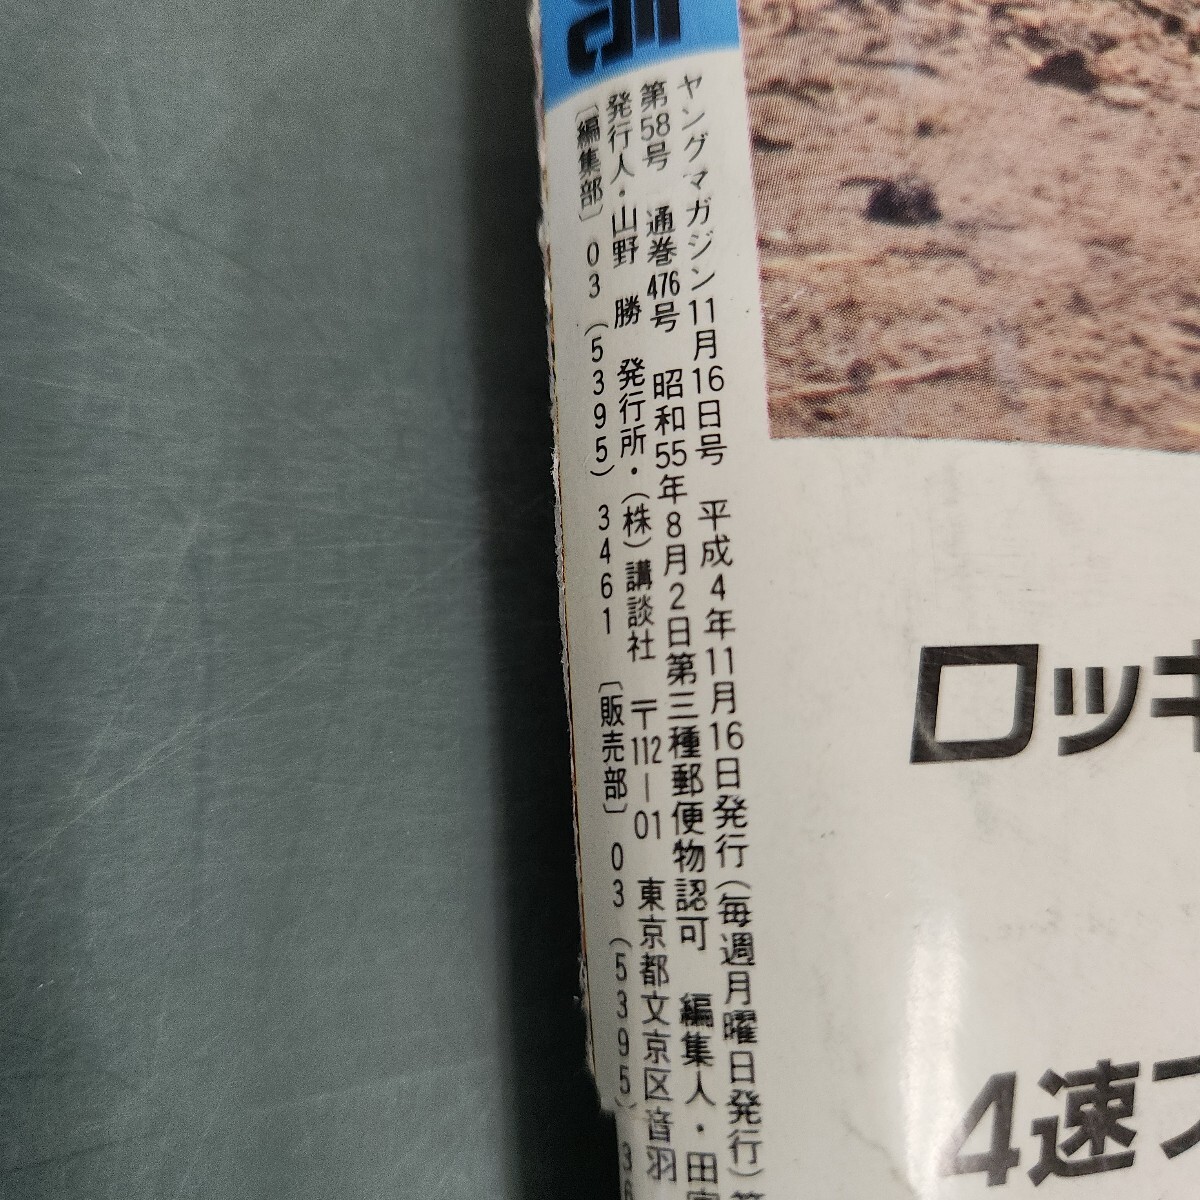 ヤングマガジン11月16日号 平成4年11月16日発行(毎週月曜日発行)第
第58号 通巻476号 昭和55年8月2日第三種郵便物認可 編集人・田
発行人・山野 勝 発行所・(株)講談社 〒112-01 東京都文京区音羽
〔編集部〕03(5395)3461 〔販売部〕03(5395)36
ロッキ
4速フ